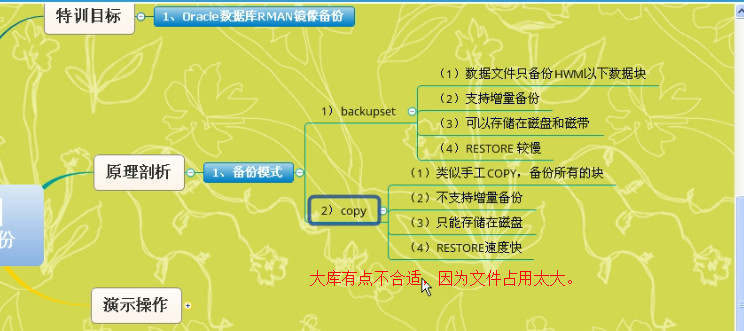 特训目标
1、Oracle数据库RMAN镜像备份
（1）数据文件只备份HWM以下数据块
（2）支持增量备份
1）backupset
（3）可以存储在磁盘和磁带
（4）RESTORE 较慢
原理剖析
1、备份模式
（1）类似手工COPY，备份所有的块
（2）不支持增量备份
2）copy
（3）只能存储在磁盘
（4）RESTORE速度快
份
大库有点不合适，因为文件占用太大。
演示操作